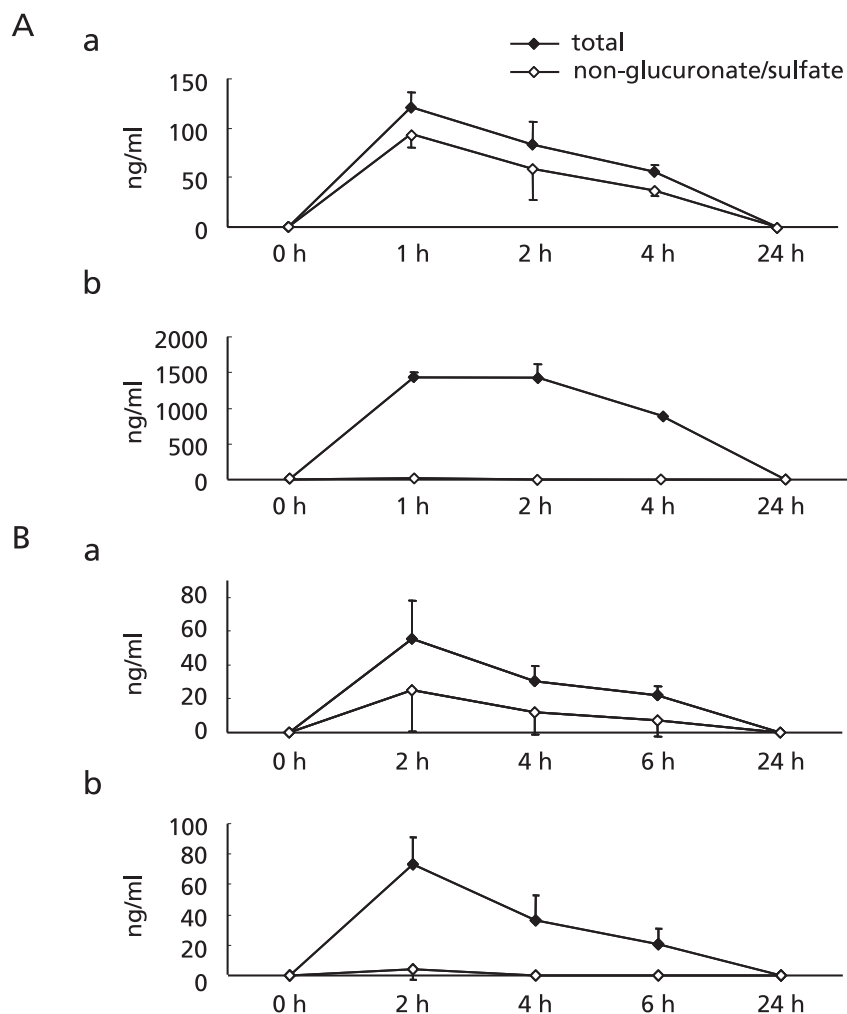 A
a
total
non-glucuronate/sulfate
150
100
50
0
ng/ml
0 h 1 h 2 h 4 h 24 h
b
2000
1500
1000
500
0
ng/ml
0 h 1 h 2 h 4 h 24 h
B
a
80
60
40
20
0
ng/ml
0 h 2 h 4 h 6 h 24 h
b
100
80
60
40
20
0
ng/ml
0 h 2 h 4 h 6 h 24 h